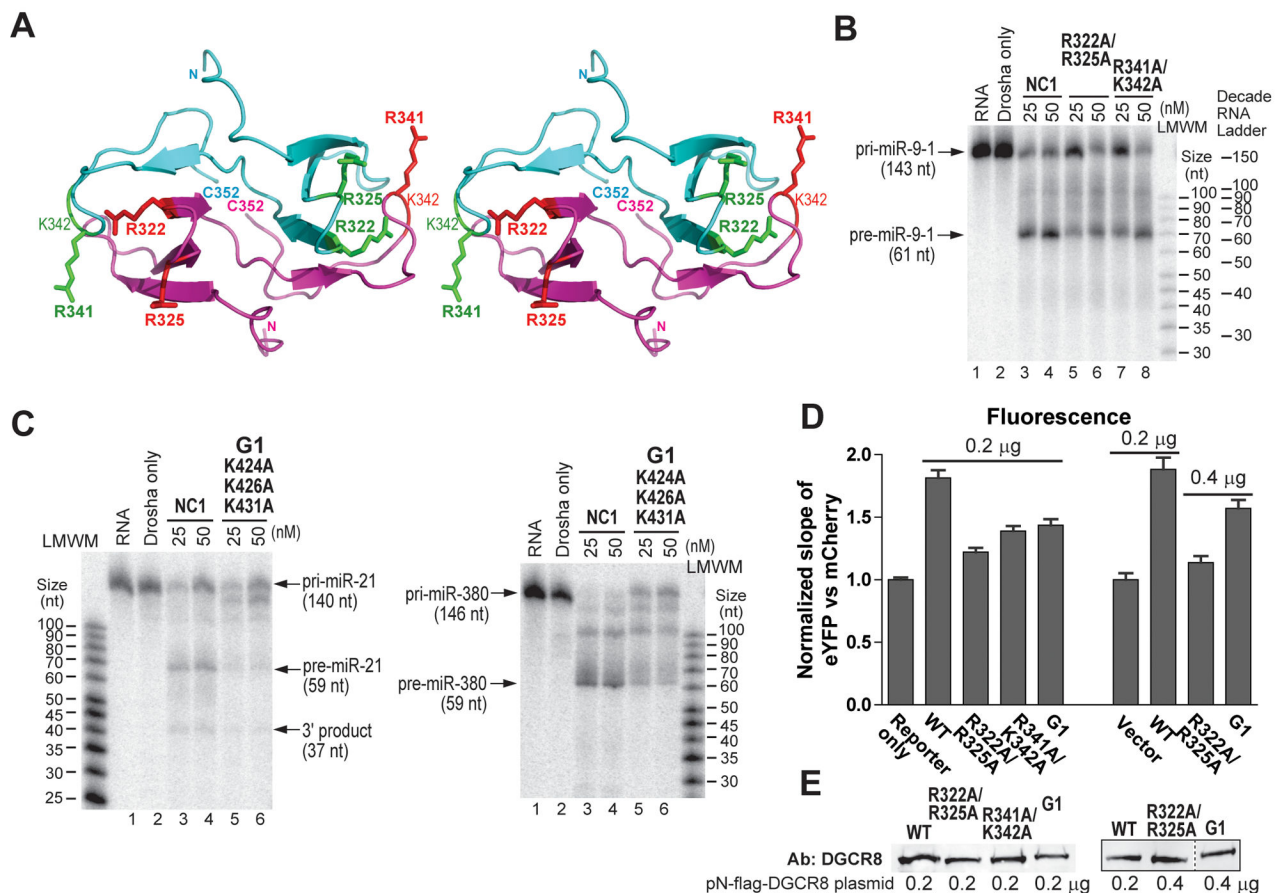 A
N
R341
K342
R325
C352
C352
R322
K342
R322
R341
R325
N
N
R341
K342
R325
C352
C352
R322
K342
R322
R341
R325
N
B
RNA
Drosha only
NC1
R322A/
R325A
R341A/
K342A
25 50 25 50 25 50 (nM)
LMWM
Decade
RNA
Ladder
Size
(nt)
pri-miR-9-1
(143 nt)
pre-miR-9-1
(61 nt)
100
90
80
70
60
50
45
40
35
30
150
100
90
80
70
60
50
40
30
1 2 3 4 5 6 7 8
C
RNA
Drosha only
NC1
G1
K424A
K426A
K431A
25 50 25 50 (nM)
LMWM
Size
(nt)
100
90
80
70
60
50
45
40
35
30
25
pri-miR-21
(140 nt)
pre-miR-21
(59 nt)
3' product
(37 nt)
1 2 3 4 5 6
RNA
Drosha only
NC1
G1
K424A
K426A
K431A
25 50 25 50 (nM)
LMWM
Size
(nt)
pri-miR-380
(146 nt)
pre-miR-380
(59 nt)
100
90
80
70
60
50
45
40
35
30
1 2 3 4 5 6
D
Fluorescence
Normalized slope of
eYFP vs mCherry
2.0
1.5
1.0
0.5
0.0
0.2 µg
0.2 µg
0.4 µg
Reporter
only
WT
R322A/
R325A
R341A/
K342A
G1
Vector
WT
R322A/
R325A
G1
E
WT
R322A/
R325A
R341A/
K342A
G1
WT
R322A/
R325A
G1
Ab: DGCR8
pN-flag-DGCR8 plasmid 0.2 0.2 0.2 0.2 µg 0.2 0.4 0.4 µg